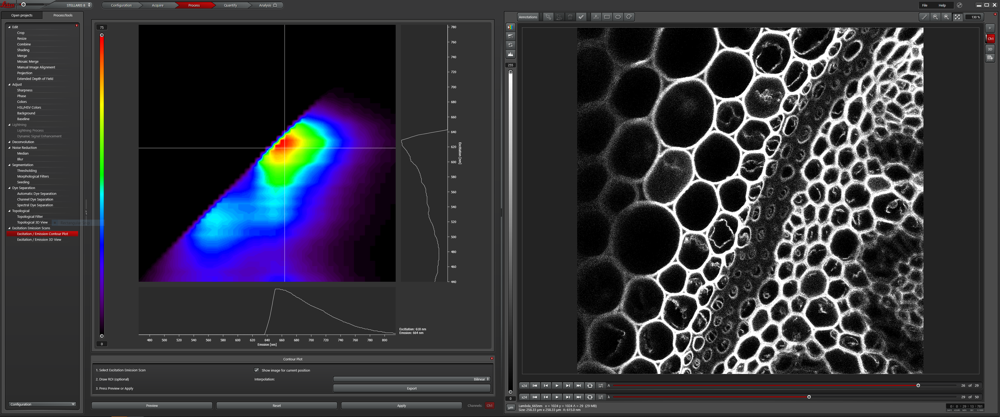 Leica
STELLARIS 8
Configuration
Acquire
Process
Quantify
Analysis
File
Help
Open projects
ProcessTools
Edit
Crop
Resize
Combine
Shading
Merge
Mosaic Merge
Manual Image Alignment
Projection
Extended Depth of Field
Adjust
Sharpness
Phase
Colors
HSL/HSV Colors
Background
Baseline
Lightning
Lightning Process
Dynamic Signal Enhancement
Deconvolution
Noise Reduction
Median
Blur
Segmentation
Thresholding
Morphological Filters
Seeding
Dye Separation
Automatic Dye Separation
Channel Dye Separation
Spectral Dye Separation
Topological
Topological Filter
Topological 3D View
Excitation Emission Scans
Excitation / Emission Contour Plot
Excitation / Emission 3D View
Configuration
75
0
780
760
740
720
700
680
660
640
620
600
580
560
540
520
500
480
460
440
Excitiation [nm]
480 500 520 540 560 580 600 620 640 660 680 700 720 740 760 780 800
Emssion [nm]
Excitiation: 618 nm
Emssion: 664 nm
Contour Plot
1. Select Excitation Emission Scan
Show image for current position
2. Draw ROI (optional)
Interpolation:
Bilinear
3. Press Preview or Apply
Export
Preview
Reset
Apply
Channels:
Ch1
Annotations
ALL
130 %
255
0
Ch1
3D
x24
Λ
26 of 29
x24
λ
29 of 50
µm
Lambda_665nm x = 1024 y = 1024 Λ = 29 (29 MB)
Size: 258.33 µm x 258.33 µm Λ: 615.0 nm
0 : 0 : 29 : 13 : 781
DAYS HOURS MIN SEC 1/1000